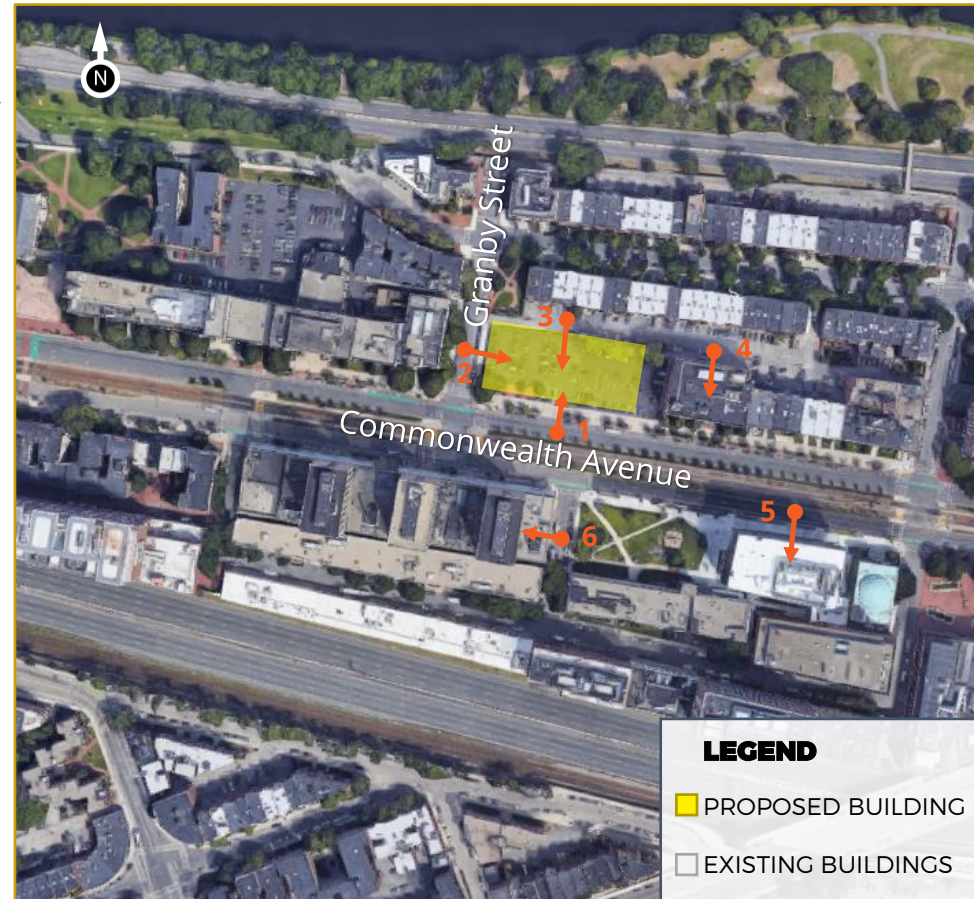 N
Granby Street
3
4
2
1
Commonwealth Avenue
5
6
LEGEND
PROPOSED BUILDING
EXISTING BUILDINGS